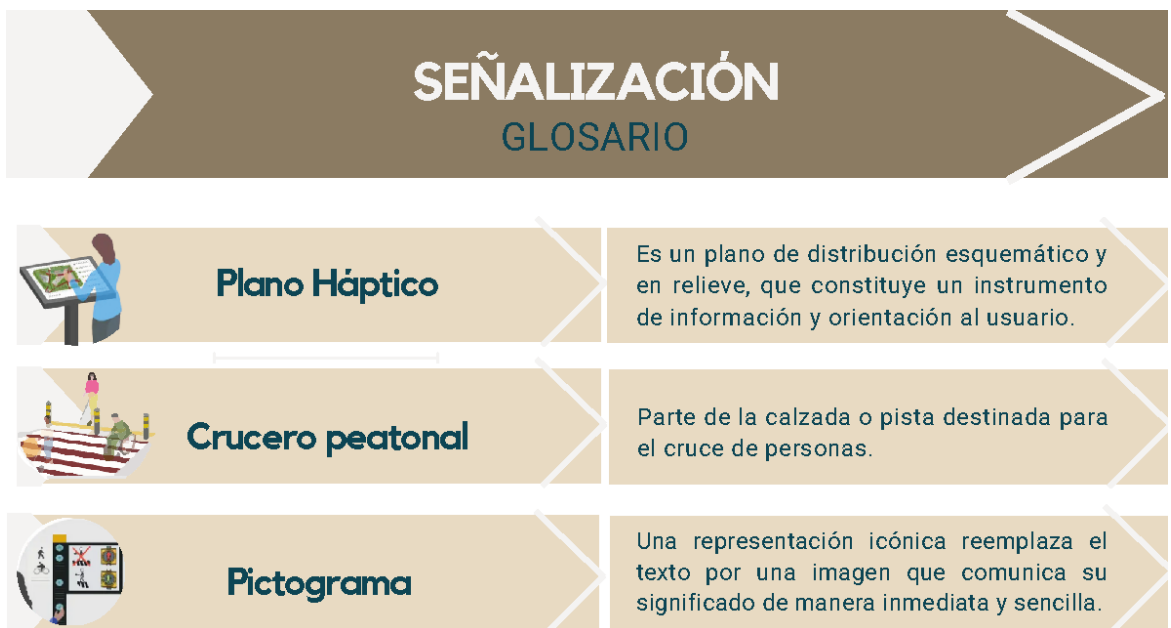 SEÑALIZACIÓN
GLOSARIO
Plano Háptico
Es un plano de distribución esquemático y
en relieve, que constituye un instrumento
de información y orientación al usuario.
Crucero peatonal
Parte de la calzada o pista destinada para
el cruce de personas.
Pictograma
Una representación icónica reemplaza el
texto por una imagen que comunica su
significado de manera inmediata y sencilla.